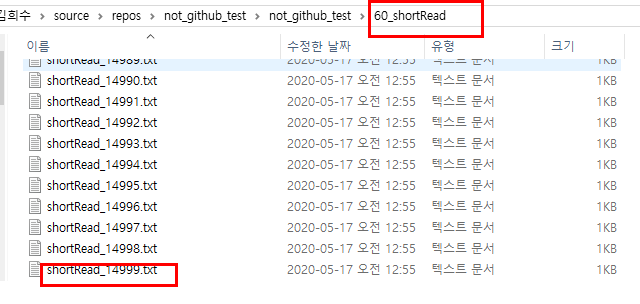 김희수 > source > repos > not_github_test > not_github_test > 60_shortRead
이름 수정한 날짜 유형 크기
shortRead_14989.txt 2020-05-17 오전 12:55 텍스트 문서 1KB
shortRead_14990.txt 2020-05-17 오전 12:55 텍스트 문서 1KB
shortRead_14991.txt 2020-05-17 오전 12:55 텍스트 문서 1KB
shortRead_14992.txt 2020-05-17 오전 12:55 텍스트 문서 1KB
shortRead_14993.txt 2020-05-17 오전 12:55 텍스트 문서 1KB
shortRead_14994.txt 2020-05-17 오전 12:55 텍스트 문서 1KB
shortRead_14995.txt 2020-05-17 오전 12:55 텍스트 문서 1KB
shortRead_14996.txt 2020-05-17 오전 12:55 텍스트 문서 1KB
shortRead_14997.txt 2020-05-17 오전 12:55 텍스트 문서 1KB
shortRead_14998.txt 2020-05-17 오전 12:55 텍스트 문서 1KB
shortRead_14999.txt 2020-05-17 오전 12:55 텍스트 문서 1KB